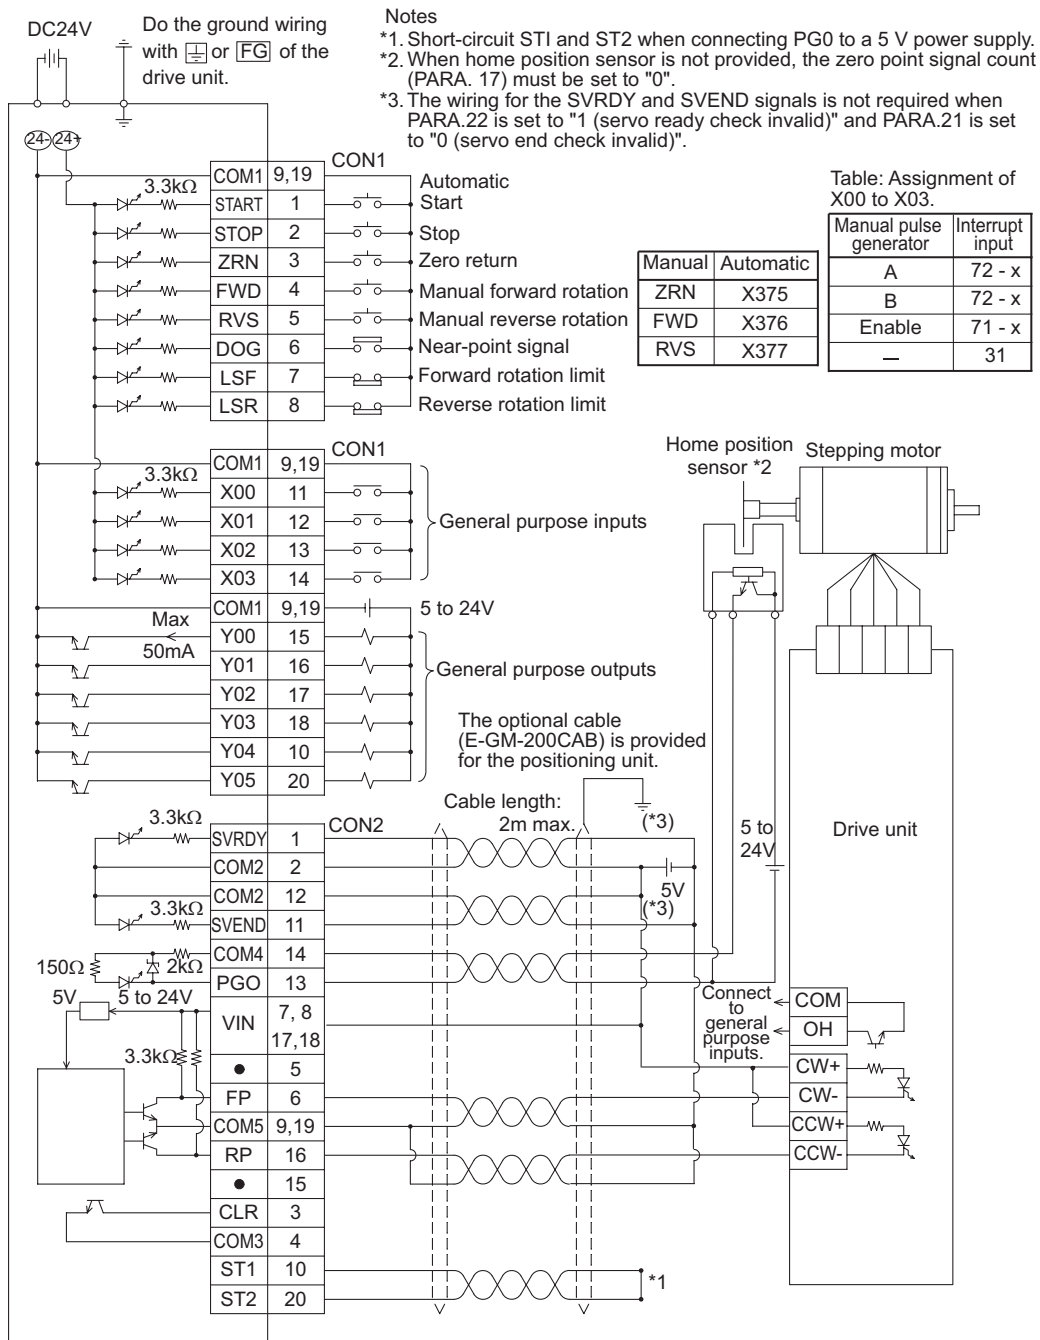 DC24V
Do the ground wiring
with ⏚ or FG of the
drive unit.
Notes
*1. Short-circuit STI and ST2 when connecting PG0 to a 5 V power supply.
*2. When home position sensor is not provided, the zero point signal count
(PARA. 17) must be set to "0".
*3. The wiring for the SVRDY and SVEND signals is not required when
PARA.22 is set to "1 (servo ready check invalid)" and PARA.21 is set
to "0 (servo end check invalid)".
24- 24+
CON1
3.3kΩ
COM1 9,19 Automatic
START 1 Start
STOP 2 Stop
ZRN 3 Zero return
FWD 4 Manual forward rotation
RVS 5 Manual reverse rotation
DOG 6 Near-point signal
LSF 7 Forward rotation limit
LSR 8 Reverse rotation limit
Manual Automatic
ZRN X375
FWD X376
RVS X377
Table: Assignment of
X00 to X03.
Manual pulse generator Interrupt input
A 72 - x
B 72 - x
Enable 71 - x
— 31
CON1
COM1 9,19
3.3kΩ
X00 11
X01 12
X02 13
X03 14
General purpose inputs
COM1 9,19 5 to 24V
Max
50mA
Y00 15
Y01 16
Y02 17
Y03 18
Y04 10
Y05 20
General purpose outputs
Home position
sensor *2
Stepping motor
The optional cable
(E-GM-200CAB) is provided
for the positioning unit.
Cable length:
2m max.
(*3)
5V
(*3)
5 to
24V
Drive unit
CON2
3.3kΩ
SVRDY 1
COM2 2
COM2 12
3.3kΩ
SVEND 11
COM4 14
150Ω 2kΩ
PGO 13
5V 5 to 24V
VIN 7, 8
17,18
3.3kΩ
● 5
FP 6
COM5 9,19
RP 16
● 15
CLR 3
COM3 4
ST1 10
ST2 20
*1
Connect
to
general
purpose
inputs.
COM
OH
CW+
CW-
CCW+
CCW-